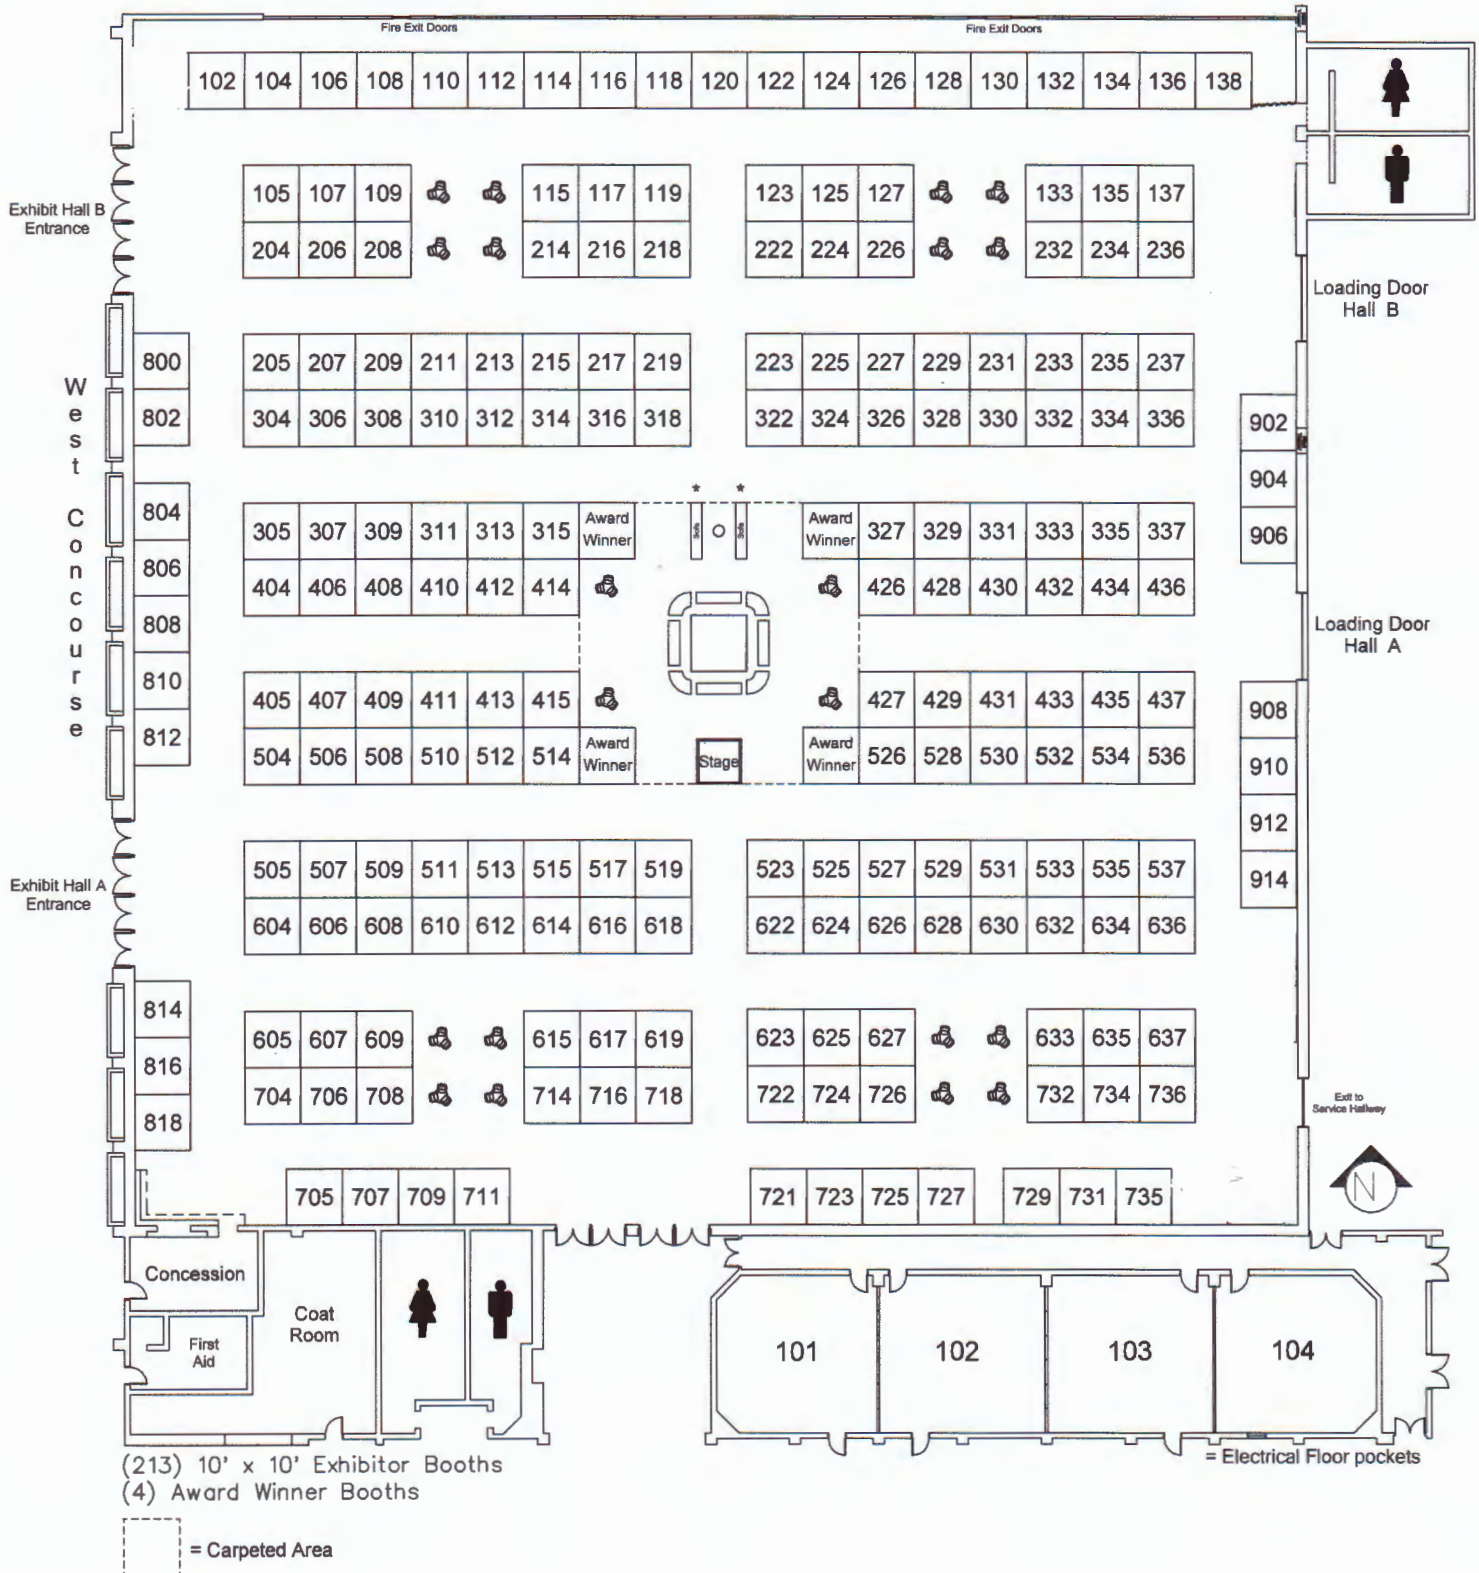 Fire Exit Doors Fire Exit Doors
102 104 106 108 110 112 114 116 118 120 122 124 126 128 130 132 134 136 138
105 107 109 115 117 119 123 125 127 133 135 137
Exhibit Hall B
Entrance
204 206 208 214 216 218 222 224 226 232 234 236
Loading Door
Hall B
West Concourse
800
802
205 207 209 211 213 215 217 219 223 225 227 229 231 233 235 237
304 306 308 310 312 314 316 318 322 324 326 328 330 332 334 336
902
904
906
804
806
808
810
812
* *
305 307 309 311 313 315 Award Winner Sofa Sofa Award Winner 327 329 331 333 335 337
404 406 408 410 412 414 426 428 430 432 434 436
Loading Door
Hall A
405 407 409 411 413 415 427 429 431 433 435 437
504 506 508 510 512 514 Award Winner Stage Award Winner 526 528 530 532 534 536
908
910
912
914
Exhibit Hall A
Entrance
505 507 509 511 513 515 517 519 523 525 527 529 531 533 535 537
604 606 608 610 612 614 616 618 622 624 626 628 630 632 634 636
814
816
818
605 607 609 615 617 619 623 625 627 633 635 637
704 706 708 714 716 718 722 724 726 732 734 736
Exit to
Service Hallway
N
705 707 709 711 721 723 725 727 729 731 735
Concession
Coat
Room
First
Aid
101 102 103 104
(213) 10' x 10' Exhibitor Booths
(4) Award Winner Booths
= Electrical Floor pockets
= Carpeted Area